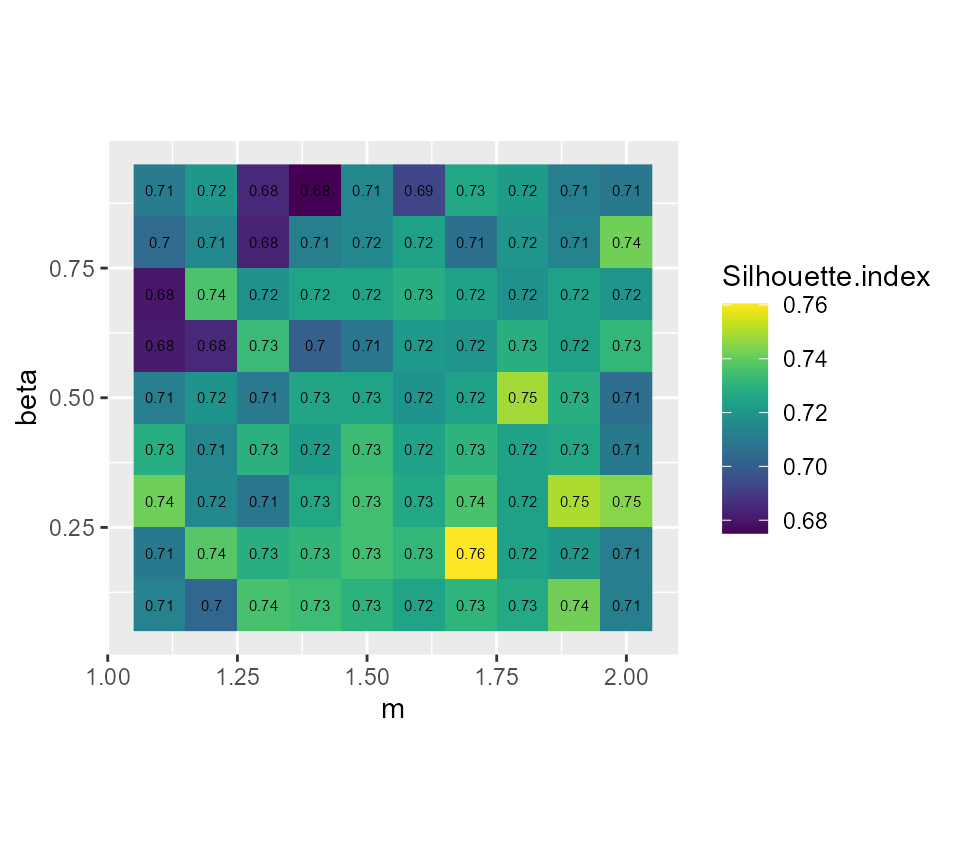 0.71 0.72 0.68 0.68 0.71 0.69 0.73 0.72 0.71 0.71
0.7 0.71 0.68 0.71 0.72 0.72 0.71 0.72 0.71 0.74
0.75
0.68 0.74 0.72 0.72 0.72 0.73 0.72 0.72 0.72 0.72
0.68 0.68 0.73 0.7 0.71 0.72 0.72 0.73 0.72 0.73
0.50 0.71 0.72 0.71 0.73 0.73 0.72 0.72 0.75 0.73 0.71
0.73 0.71 0.73 0.72 0.73 0.72 0.73 0.72 0.73 0.71
0.74 0.72 0.71 0.73 0.73 0.73 0.74 0.72 0.75 0.75
0.25
0.71 0.74 0.73 0.73 0.73 0.73 0.76 0.72 0.72 0.71
0.71 0.7 0.74 0.73 0.73 0.72 0.73 0.73 0.74 0.71
1.00 1.25 1.50 1.75 2.00
m
beta
Silhouette.index
0.76
0.74
0.72
0.70
0.68